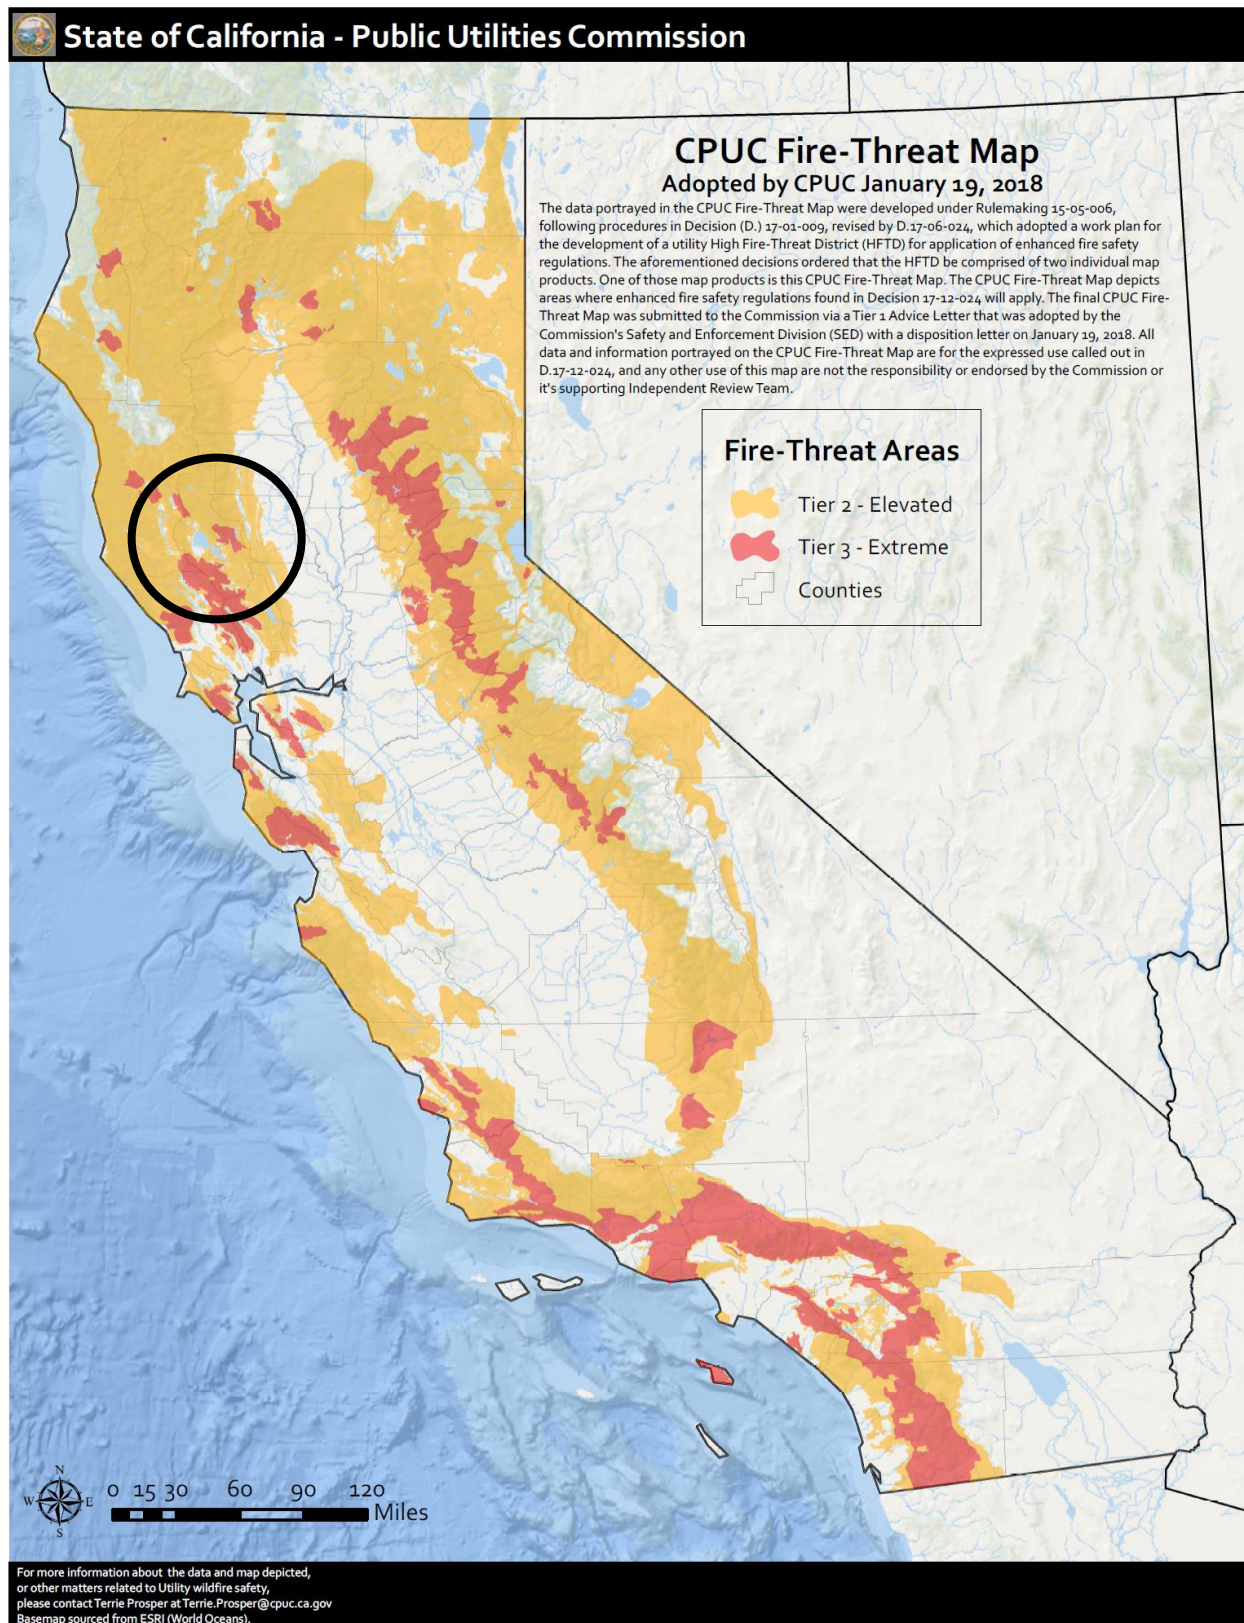 State of California - Public Utilities Commission
CPUC Fire-Threat Map
Adopted by CPUC January 19, 2018
The data portrayed in the CPUC Fire-Threat Map were developed under Rulemaking 15-05-006,
following procedures in Decision (D.) 17-01-009, revised by D.17-06-024, which adopted a work plan for
the development of a utility High Fire-Threat District (HFTD) for application of enhanced fire safety
regulations. The aforementioned decisions ordered that the HFTD be comprised of two individual map
products. One of those map products is this CPUC Fire-Threat Map. The CPUC Fire-Threat Map depicts
areas where enhanced fire safety regulations found in Decision 17-12-024 will apply. The final CPUC Fire-
Threat Map was submitted to the Commission via a Tier 1 Advice Letter that was adopted by the
Commission's Safety and Enforcement Division (SED) with a disposition letter on January 19, 2018. All
data and information portrayed on the CPUC Fire-Threat Map are for the expressed use called out in
D.17-12-024, and any other use of this map are not the responsibility or endorsed by the Commission or
it's supporting Independent Review Team.
Fire-Threat Areas
Tier 2 - Elevated
Tier 3 - Extreme
Counties
N
W E
S
0 15 30 60 90 120
Miles
For more information about the data and map depicted,
or other matters related to Utility wildfire safety,
please contact Terrie Prosper at Terrie.Prosper@cpuc.ca.gov
Basemap sourced from ESRI (World Oceans).